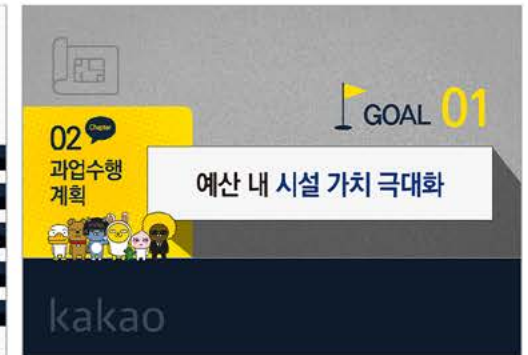 GOAL 01
02 Chapter
과업수행
계획
예산 내 시설 가치 극대화
kakao